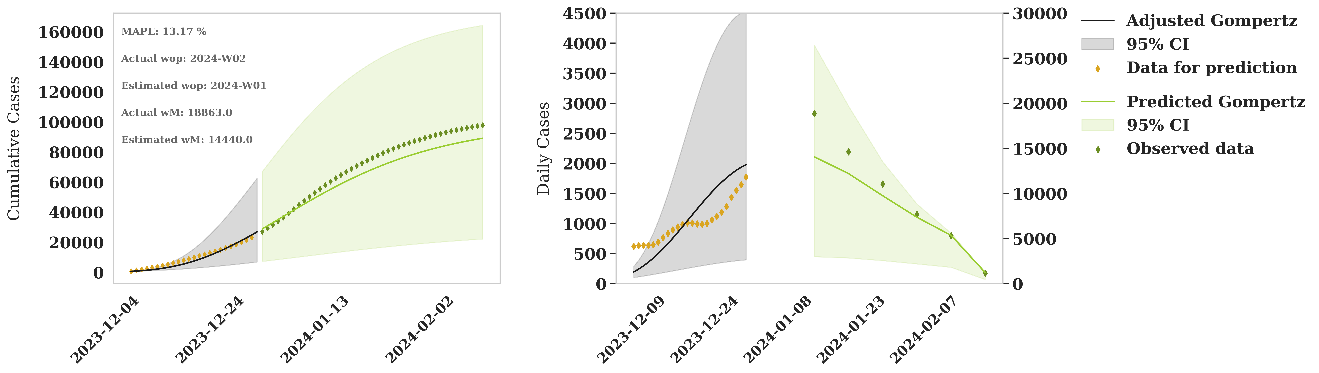 Cumulative Cases
160000
140000
120000
100000
80000
60000
40000
20000
0
MAPE: 13.17 %
Actual wop: 2024-W02
Estimated wop: 2024-W01
Actual wM: 18863.0
Estimated wM: 14440.0
2023-12-04
2023-12-24
2024-01-13
2024-02-02
Daily Cases
4500
4000
3500
3000
2500
2000
1500
1000
500
0
30000
25000
20000
15000
10000
5000
0
2023-12-09
2023-12-24
2024-01-08
2024-01-23
2024-02-07
Adjusted Gompertz
95% CI
Data for prediction
Predicted Gompertz
95% CI
Observed data